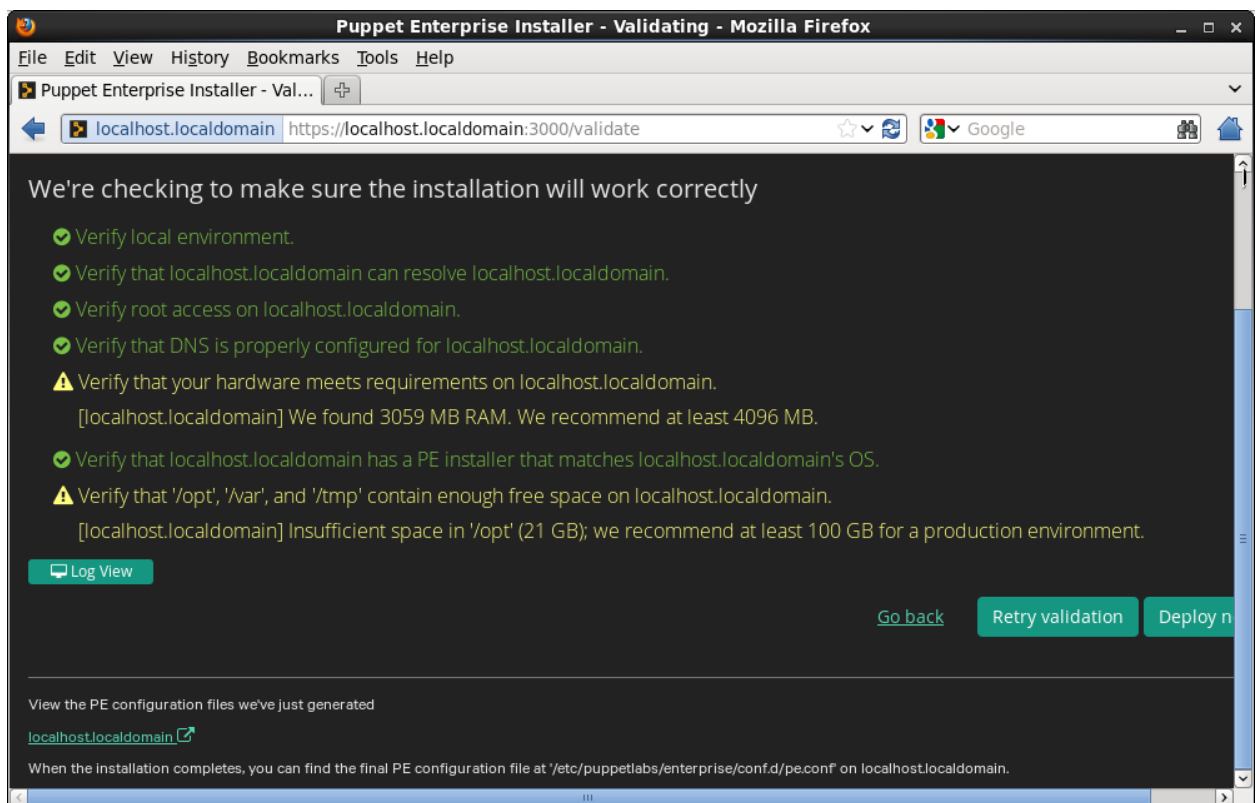 Puppet Enterprise Installer - Validating - Mozilla Firefox
File Edit View History Bookmarks Tools Help
Puppet Enterprise Installer - Val...
localhost.localdomain https://localhost.localdomain:3000/validate Google
We're checking to make sure the installation will work correctly
Verify local environment.
Verify that localhost.localdomain can resolve localhost.localdomain.
Verify root access on localhost.localdomain.
Verify that DNS is properly configured for localhost.localdomain.
Verify that your hardware meets requirements on localhost.localdomain.
[localhost.localdomain] We found 3059 MB RAM. We recommend at least 4096 MB.
Verify that localhost.localdomain has a PE installer that matches localhost.localdomain's OS.
Verify that '/opt', '/var', and '/tmp' contain enough free space on localhost.localdomain.
[localhost.localdomain] Insufficient space in '/opt' (21 GB); we recommend at least 100 GB for a production environment.
Log View
Go back Retry validation Deploy n
View the PE configuration files we've just generated
localhost.localdomain
When the installation completes, you can find the final PE configuration file at '/etc/puppetlabs/enterprise/conf.d/pe.conf' on localhost.localdomain.